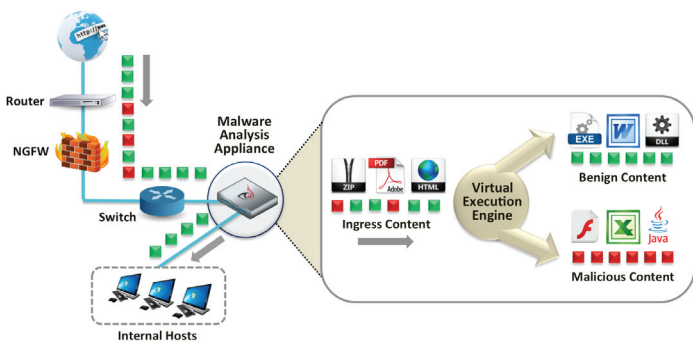 http://www
Router
NGFW
Switch
Malware
Analysis
Appliance
Internal Hosts
ZIP
PDF
Adobe
HTML
Ingress Content
Virtual
Execution
Engine
EXE
W
DLL
Benign Content
X
Java
Malicious Content